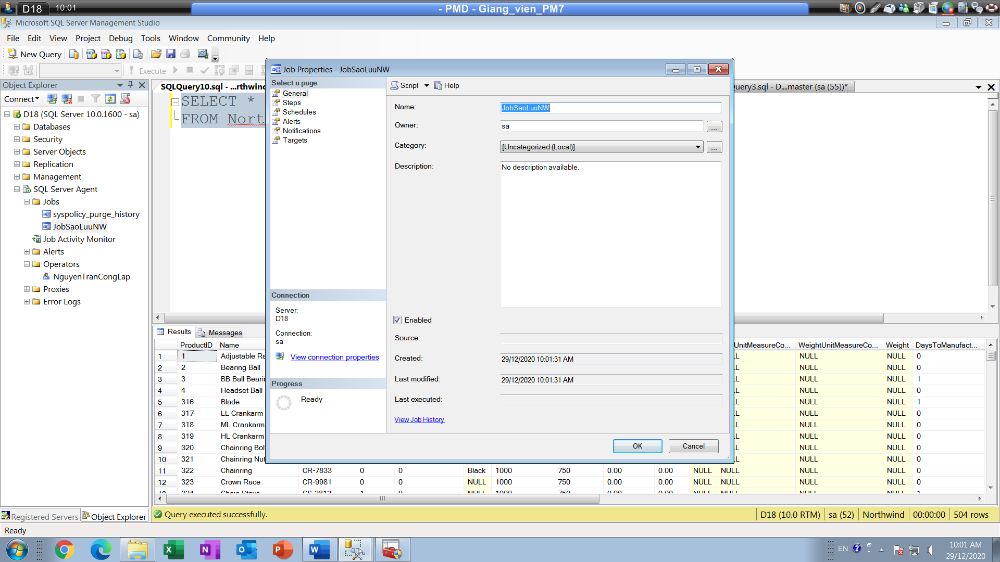 D18 10:01 - PMD - Giang_vien_PM7
Microsoft SQL Server Management Studio
File Edit View Project Debug Tools Window Community Help
New Query
Execute
Object Explorer
Connect
D18 (SQL Server 10.0.1600 - sa)
Databases
Security
Server Objects
Replication
Management
SQL Server Agent
Jobs
syspolicy_purge_history
JobSaoLuuNW
Job Activity Monitor
Alerts
Operators
NguyenTranCongLap
Proxies
Error Logs
Registered Servers Object Explorer
SQLQuery10.sql - ...rthwind
uery3.sql - D....master (sa (55))*
SELECT *
FROM Nort
Job Properties - JobSaoLuuNW
Select a page
General
Steps
Schedules
Alerts
Notifications
Targets
Connection
Server:
D18
Connection:
sa
View connection properties
Progress
Ready
Script Help
Name: JobSaoLuuNW
Owner: sa ...
Category: [Uncategorized (Local)] ...
Description: No description available.
Enabled
Source:
Created: 29/12/2020 10:01:31 AM
Last modified: 29/12/2020 10:01:31 AM
Last executed:
View Job History
OK Cancel
Results Messages
ProductID Name UnitMeasureCo... WeightUnitMeasureCo... Weight DaysToManufact...
1 1 Adjustable Ra LL NULL NULL 0
2 2 Bearing Ball LL NULL NULL 0
3 3 BB Ball Bearin LL NULL NULL 1
4 4 Headset Ball LL NULL NULL 0
5 316 Blade LL NULL NULL 1
6 317 LL Crankarm LL NULL NULL 0
7 318 ML Crankarm LL NULL NULL 0
8 319 HL Crankarm LL NULL NULL 0
9 320 Chainring Bol LL NULL NULL 0
10 321 Chainring Nut LL NULL NULL 0
11 322 Chainring CR-7833 0 0 Black 1000 750 0.00 0.00 NULL NULL NULL NULL 0
12 323 Crown Race CR-9981 0 0 NULL 1000 750 0.00 0.00 NULL NULL NULL NULL 0
13 324 Chain Stays CS-2812 1 0 NULL 1000 750 0.00 0.00 NULL NULL NULL NULL 1
Query executed successfully. D18 (10.0 RTM) sa (52) Northwind 00:00:00 504 rows
Ready
EN 10:01 AM
29/12/2020